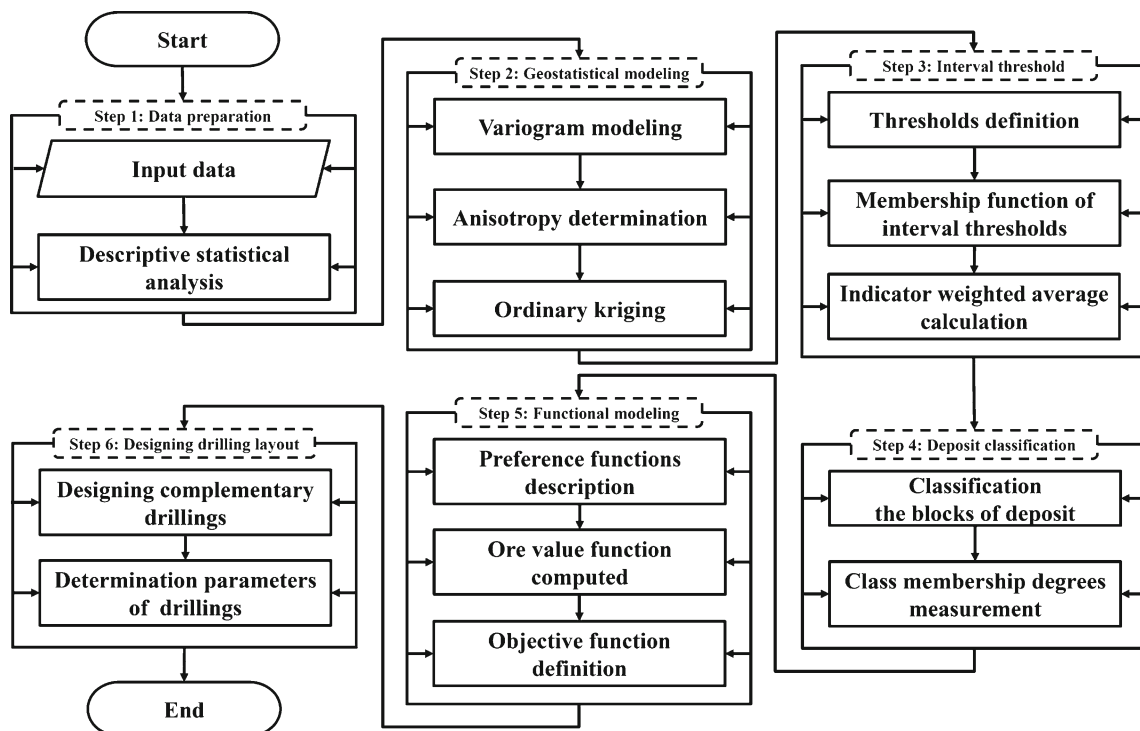 Start
Step 1: Data preparation
Input data
Descriptive statistical
analysis
Step 2: Geostatistical modeling
Variogram modeling
Anisotropy determination
Ordinary kriging
Step 3: Interval threshold
Thresholds definition
Membership function of
interval thresholds
Indicator weighted average
calculation
Step 4: Deposit classification
Classification
the blocks of deposit
Class membership degrees
measurement
Step 5: Functional modeling
Preference functions
description
Ore value function
computed
Objective function
definition
Step 6: Designing drilling layout
Designing complementary
drillings
Determination parameters
of drillings
End